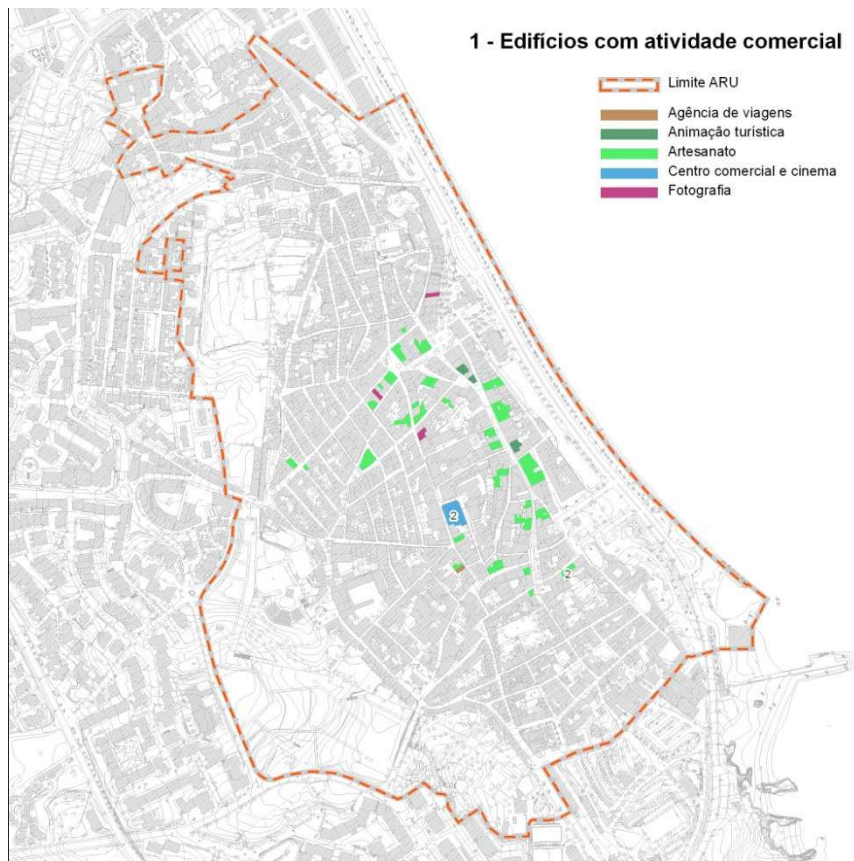 1 - Edifícios com atividade comercial
Limite ARU
Agência de viagens
Animação turística
Artesanato
Centro comercial e cinema
Fotografia
2
2